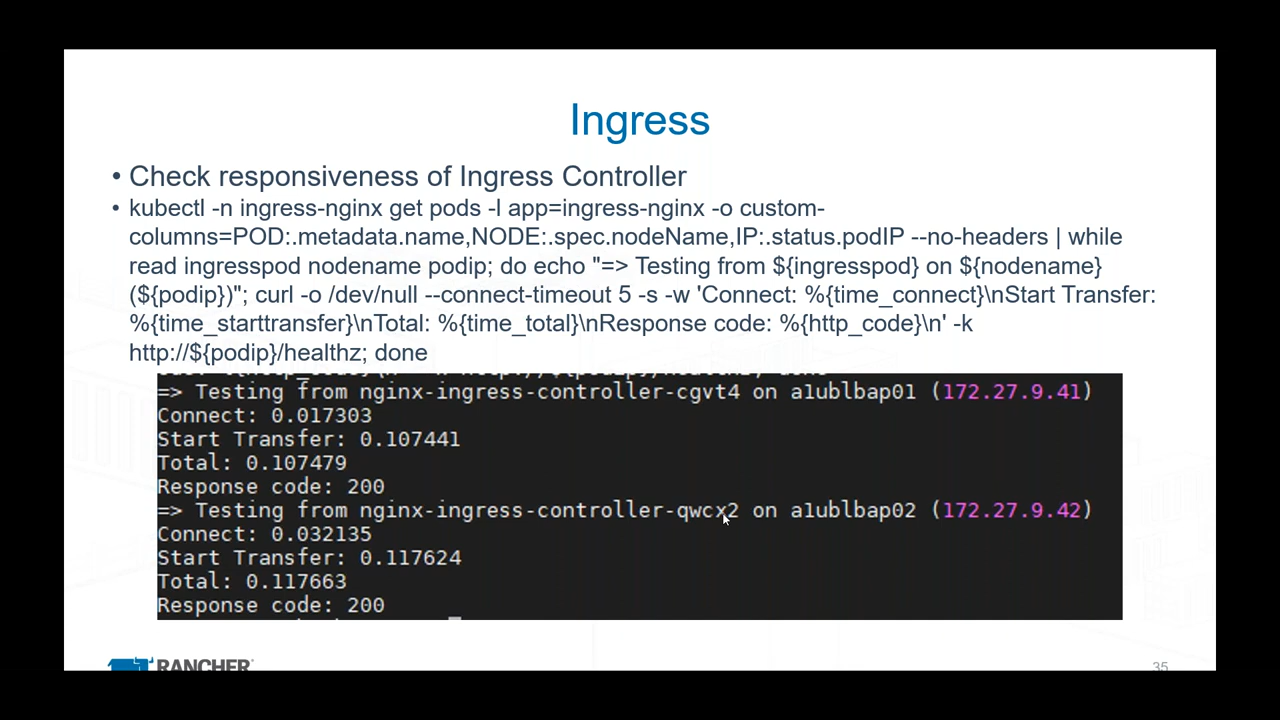 Ingress
• Check responsiveness of Ingress Controller
• kubectl -n ingress-nginx get pods -l app=ingress-nginx -o custom-
columns=POD:.metadata.name,NODE:.spec.nodeName,IP:.status.podIP --no-headers | while
read ingresspod nodename podip; do echo "=> Testing from ${ingresspod} on ${nodename}
(${podip})"; curl -o /dev/null --connect-timeout 5 -s -w 'Connect: %{time_connect}\nStart Transfer:
%{time_starttransfer}\nTotal: %{time_total}\nResponse code: %{http_code}\n' -k
http://${podip}/healthz; done
=> Testing from nginx-ingress-controller-cgvt4 on a1ublbap01 (172.27.9.41)
Connect: 0.017303
Start Transfer: 0.107441
Total: 0.107479
Response code: 200
=> Testing from nginx-ingress-controller-qwcx2 on a1ublbap02 (172.27.9.42)
Connect: 0.032135
Start Transfer: 0.117624
Total: 0.117663
Response code: 200
RANCHER
35